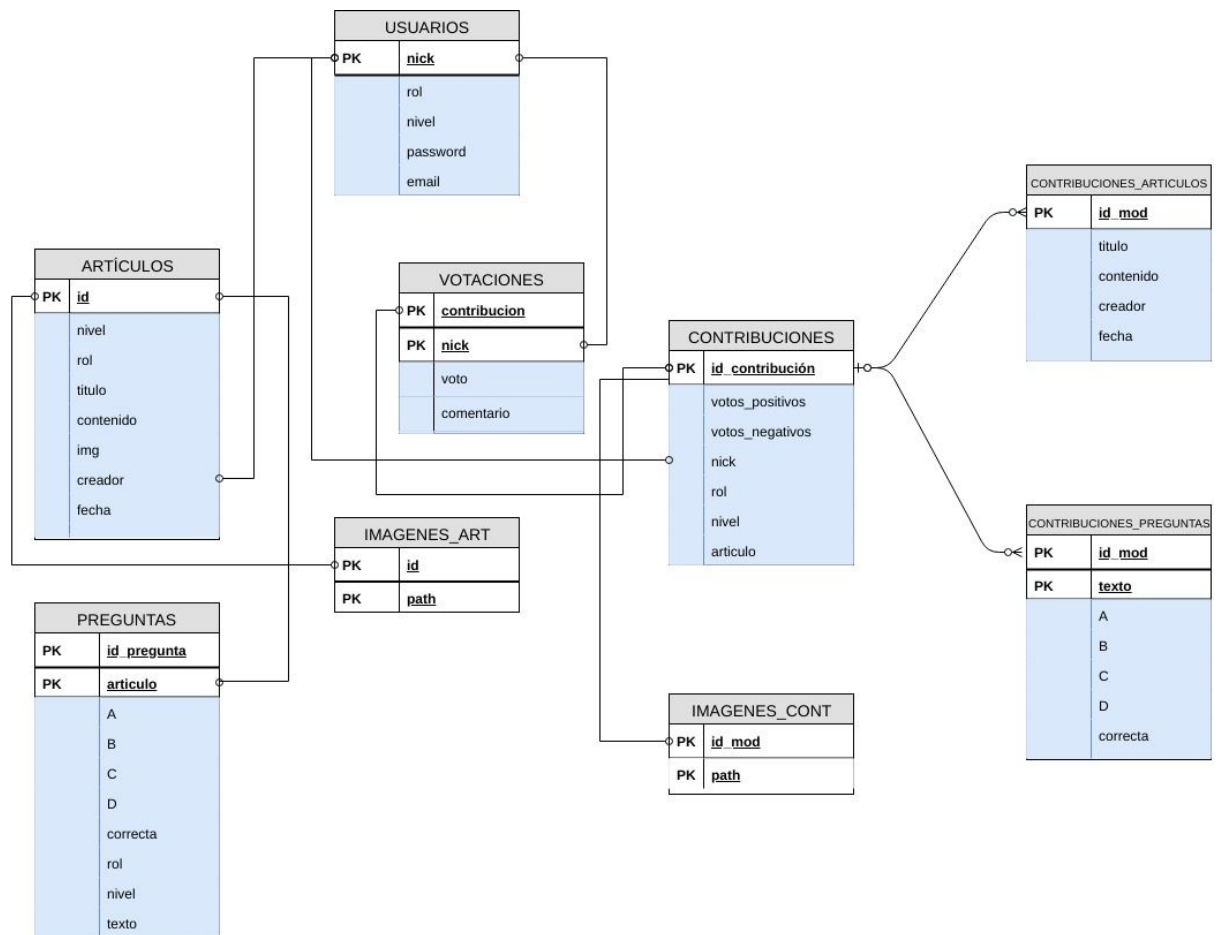 USUARIOS
PK nick
rol
nivel
password
email
CONTRIBUCIONES_ARTICULOS
PK id_mod
titulo
contenido
creador
fecha
ARTÍCULOS
PK id
nivel
rol
titulo
contenido
img
creador
fecha
VOTACIONES
PK contribucion
PK nick
voto
comentario
CONTRIBUCIONES
PK id_contribución
votos_positivos
votos_negativos
nick
rol
nivel
articulo
CONTRIBUCIONES_PREGUNTAS
PK id_mod
PK texto
A
B
C
D
correcta
IMAGENES_ART
PK id
PK path
PREGUNTAS
PK id_pregunta
PK articulo
A
B
C
D
correcta
rol
nivel
texto
IMAGENES_CONT
PK id_mod
PK path